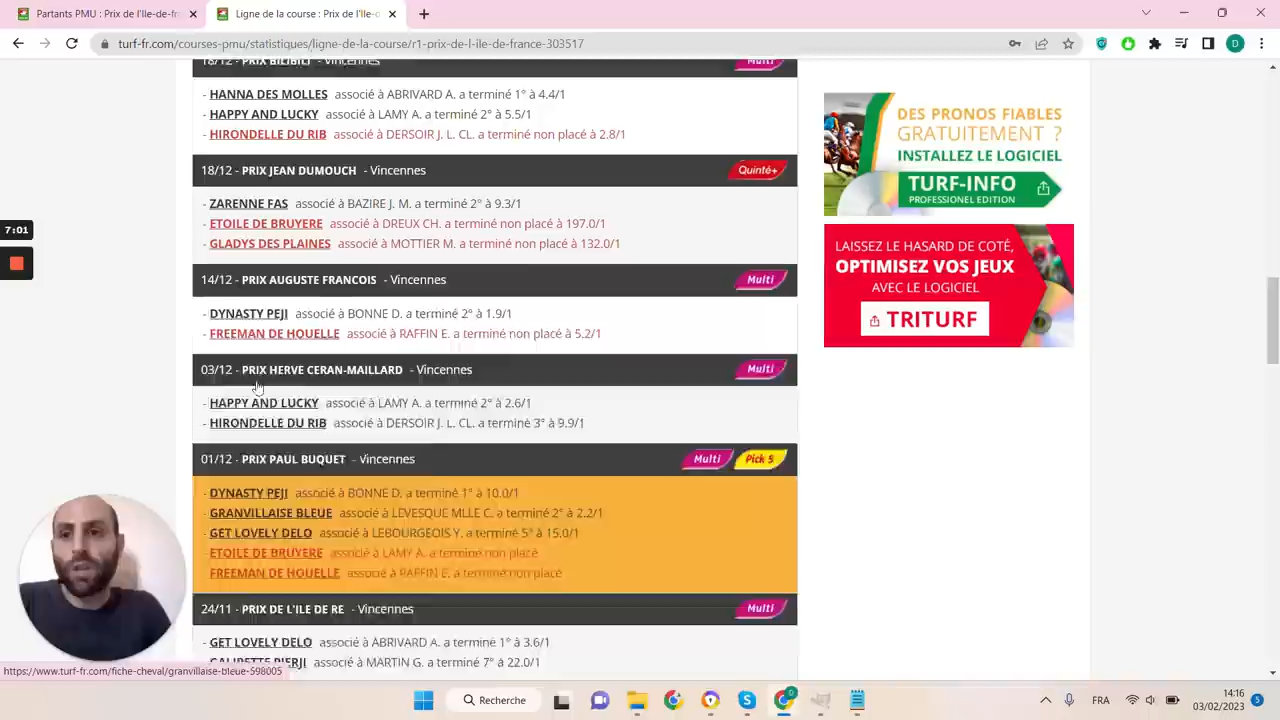 Partants PMU : Prix de l'île-de-Fr
Ligne de la course : Prix de l'île-
turf-fr.com/courses-pmu/statistiques/r1-prix-de-l-ile-de-france-303517
D
18/12 - PRIX BILIBILI - Vincennes
Multi
- HANNA DES MOLLES associé à ABRIVARD A. a terminé 1° à 4.4/1
- HAPPY AND LUCKY associé à LAMY A. a terminé 2° à 5.5/1
- HIRONDELLE DU RIB associé à DERSOIR J. L. CL. a terminé non placé à 2.8/1
18/12 - PRIX JEAN DUMOUCH - Vincennes
Quinté+
- ZARENNE FAS associé à BAZIRE J. M. a terminé 2° à 9.3/1
- ETOILE DE BRUYERE associé à DREUX CH. a terminé non placé à 197.0/1
- GLADYS DES PLAINES associé à MOTTIER M. a terminé non placé à 132.0/1
14/12 - PRIX AUGUSTE FRANCOIS - Vincennes
Multi
- DYNASTY PEJI associé à BONNE D. a terminé 2° à 1.9/1
- FREEMAN DE HOUELLE associé à RAFFIN E. a terminé non placé à 5.2/1
03/12 - PRIX HERVE CERAN-MAILLARD - Vincennes
Multi
- HAPPY AND LUCKY associé à LAMY A. a terminé 2° à 2.6/1
- HIRONDELLE DU RIB associé à DERSOIR J. L. CL. a terminé 3° à 9.9/1
01/12 - PRIX PAUL BUQUET - Vincennes
Multi Pick 5
- DYNASTY PEJI associé à BONNE D. a terminé 1° à 10.0/1
- GRANVILLAISE BLEUE associé à LEVESQUE MLLE C. a terminé 2° à 2.2/1
- GET LOVELY DELO associé à LEBOURGEOIS Y. a terminé 5° à 15.0/1
- ETOILE DE BRUYERE associé à LAMY A. a terminé non placé
- FREEMAN DE HOUELLE associé à RAFFIN E. a terminé non placé
24/11 - PRIX DE L'ILE DE RE - Vincennes
Multi
- GET LOVELY DELO associé à ABRIVARD A. a terminé 1° à 3.6/1
- GALIPETTE PIERJI associé à MARTIN G. a terminé 7° à 22.0/1
DES PRONOS FIABLES
GRATUITEMENT ?
INSTALLEZ LE LOGICIEL
TURF-INFO
PROFESSIONEL EDITION
LAISSEZ LE HASARD DE COTÉ,
OPTIMISEZ VOS JEUX
AVEC LE LOGICIEL
TRITURF
7:01
https://www.turf-fr.com/fiche-cheval/granvillaise-bleue-598005
Recherche
FRA
14:16
03/02/2023
5